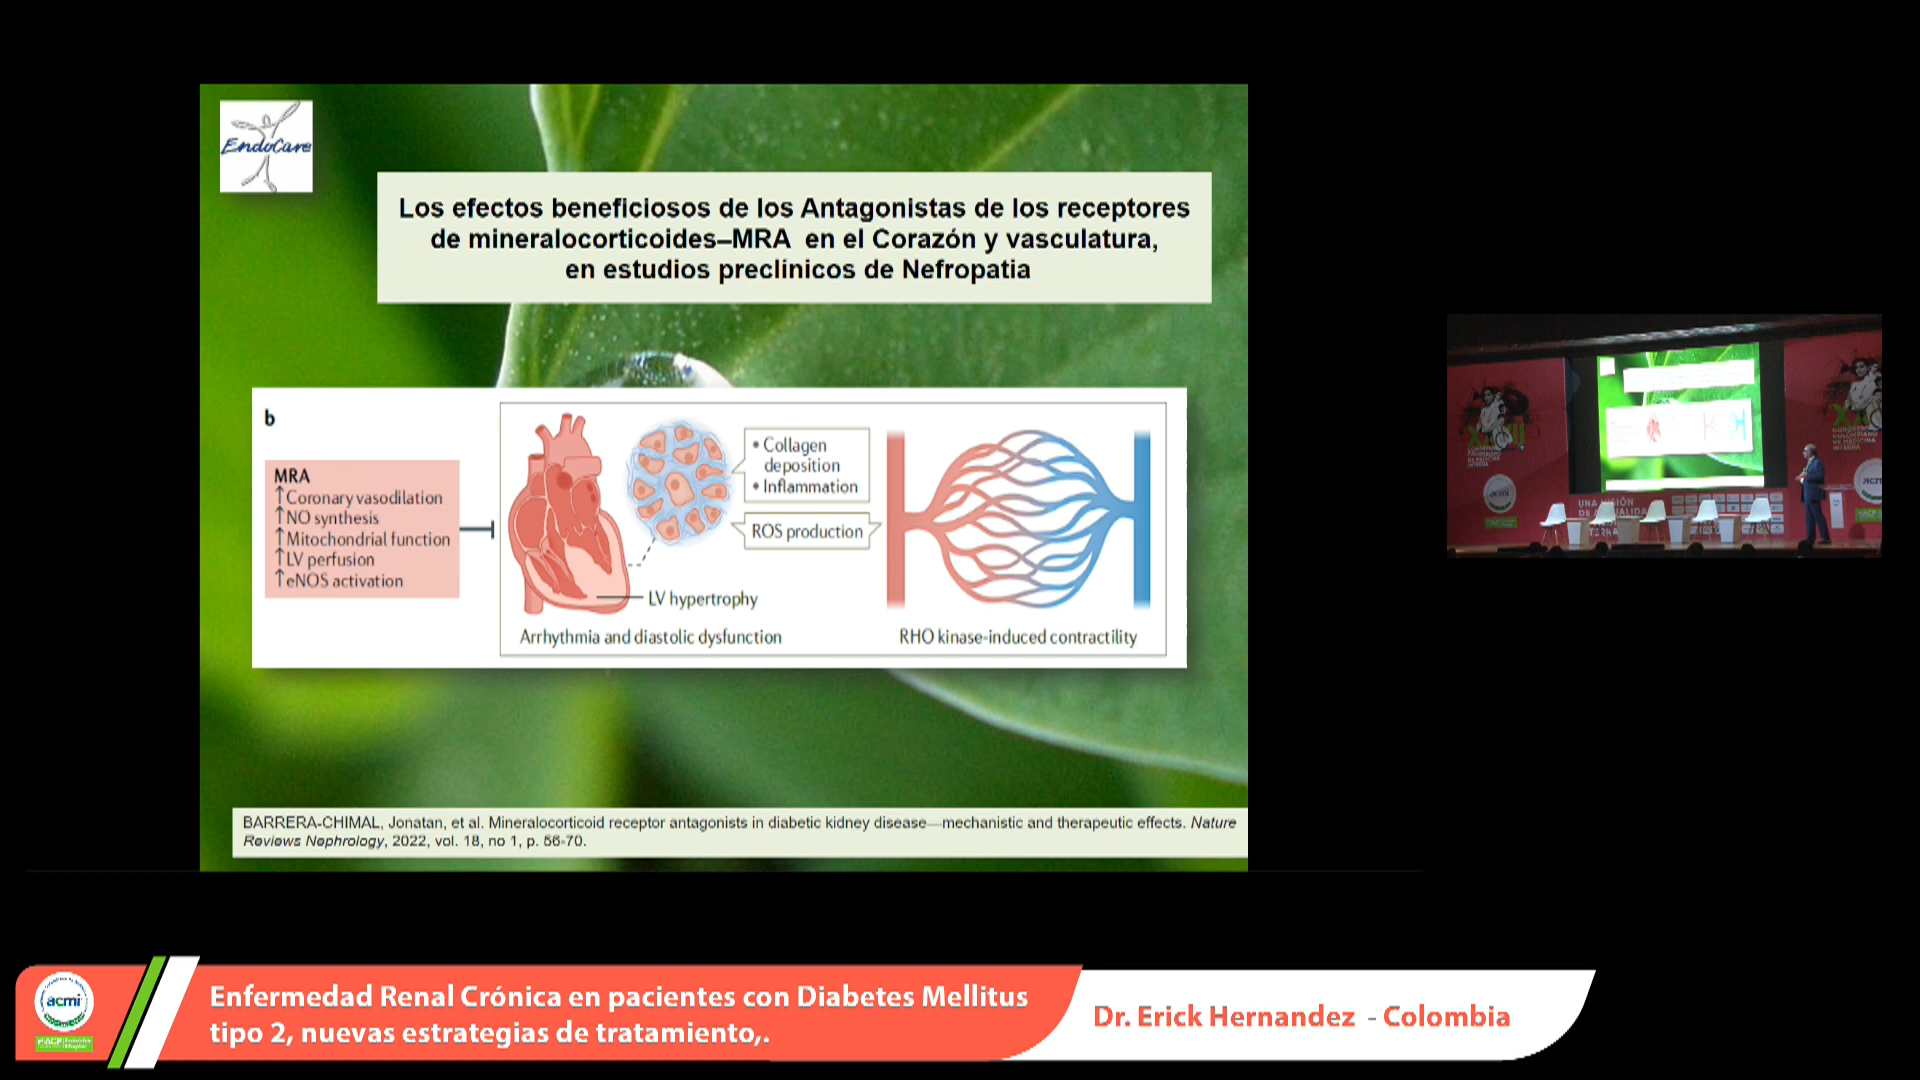 EndoCare
Los efectos beneficiosos de los Antagonistas de los receptores
de mineralocorticoides–MRA en el Corazón y vasculatura,
en estudios preclínicos de Nefropatia
b
MRA
↑Coronary vasodilation
↑NO synthesis
↑Mitochondrial function
↑LV perfusion
↑eNOS activation
• Collagen
deposition
• Inflammation
ROS production
LV hypertrophy
Arrhythmia and diastolic dysfunction
RHO kinase-induced contractility
BARRERA-CHIMAL, Jonatan, et al. Mineralocorticoid receptor antagonists in diabetic kidney disease—mechanistic and therapeutic effects. Nature
Reviews Nephrology, 2022, vol. 18, no 1, p. 56-70.
UNA VISIÓN
acmi
Enfermedad Renal Crónica en pacientes con Diabetes Mellitus
tipo 2, nuevas estrategias de tratamiento,.
Dr. Erick Hernandez - Colombia